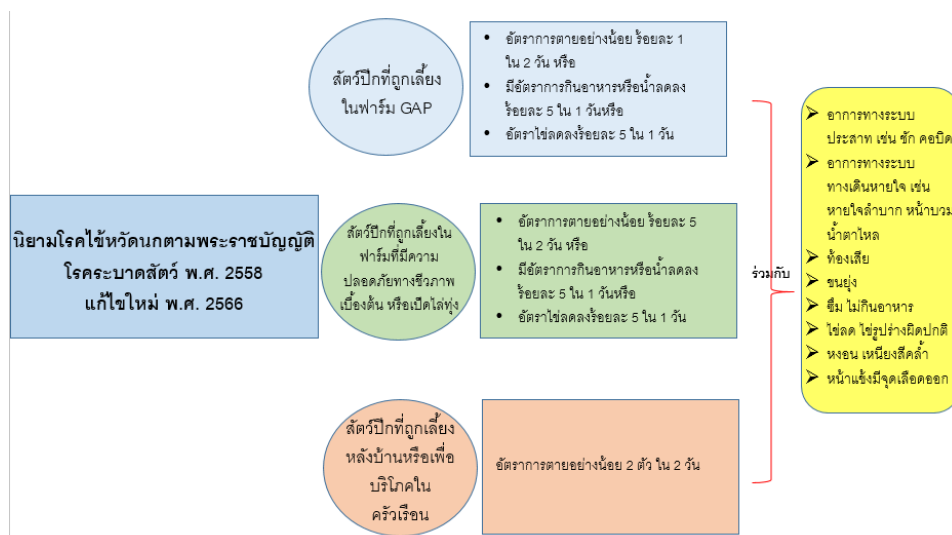 นิยามโรคไข้หวัดนกตามพระราชบัญญัติ
โรคระบาดสัตว์ พ.ศ. 2558
แก้ไขใหม่ พ.ศ. 2566
สัตว์ปีกที่ถูกเลี้ยง
ในฟาร์ม GAP
• อัตราการตายอย่างน้อย ร้อยละ 1
ใน 2 วัน หรือ
• มีอัตราการกินอาหารหรือน้ำลดลง
ร้อยละ 5 ใน 1 วันหรือ
• อัตราไข่ลดลงร้อยละ 5 ใน 1 วัน
สัตว์ปีกที่ถูกเลี้ยงใน
ฟาร์มที่มีความ
ปลอดภัยทางชีวภาพ
เบื้องต้น หรือเป็ดไล่ทุ่ง
• อัตราการตายอย่างน้อย ร้อยละ 5
ใน 2 วัน หรือ
• มีอัตราการกินอาหารหรือน้ำลดลง
ร้อยละ 5 ใน 1 วันหรือ
• อัตราไข่ลดลงร้อยละ 5 ใน 1 วัน
สัตว์ปีกที่ถูกเลี้ยง
หลังบ้านหรือเพื่อ
บริโภคใน
ครัวเรือน
อัตราการตายอย่างน้อย 2 ตัว ใน 2 วัน
ร่วมกับ
➤ อาการทางระบบ
ประสาท เช่น ชัก คอบิด
➤ อาการทางระบบ
ทางเดินหายใจ เช่น
หายใจลำบาก หน้าบวม
น้ำตาไหล
➤ ท้องเสีย
➤ ขนยุ่ง
➤ ซึม ไม่กินอาหาร
➤ ไข่ลด ไข่รูปร่างผิดปกติ
➤ หงอน เหนียงสีคล้ำ
➤ หน้าแข้งมีจุดเลือดออก